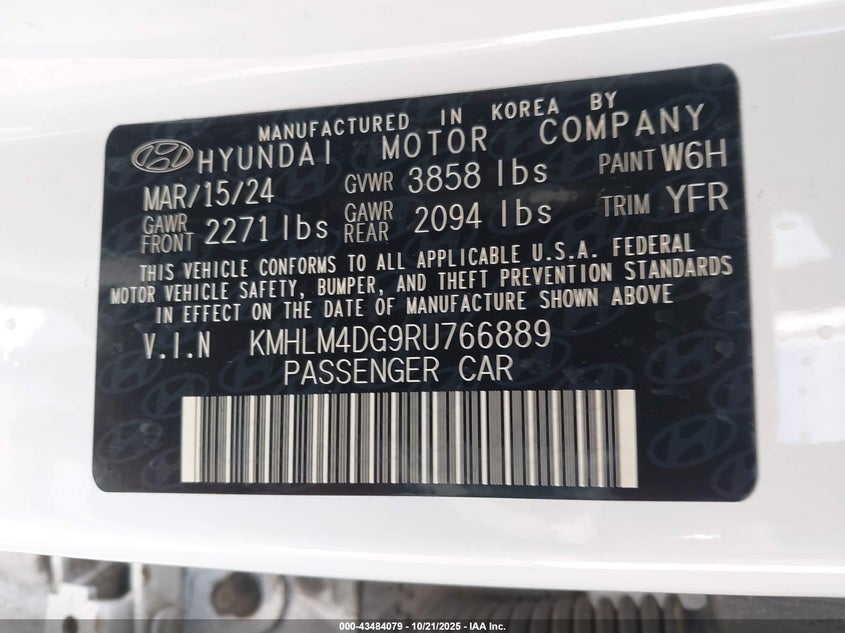 MANUFACTURED IN KOREA BY
HYUNDAI MOTOR COMPANY
MAR/15/24 GVWR 3858 lbs PAINT W6H
GAWR FRONT 2271 lbs GAWR REAR 2094 lbs TRIM YFR
THIS VEHICLE CONFORMS TO ALL APPLICABLE U.S.A. FEDERAL
MOTOR VEHICLE SAFETY, BUMPER, AND THEFT PREVENTION STANDARDS
IN EFFECT ON THE DATE OF MANUFACTURE SHOWN ABOVE
V.I.N KMHLM4DG9RU766889
PASSENGER CAR
000-43484079 | 10/21/2025 - IAA Inc.